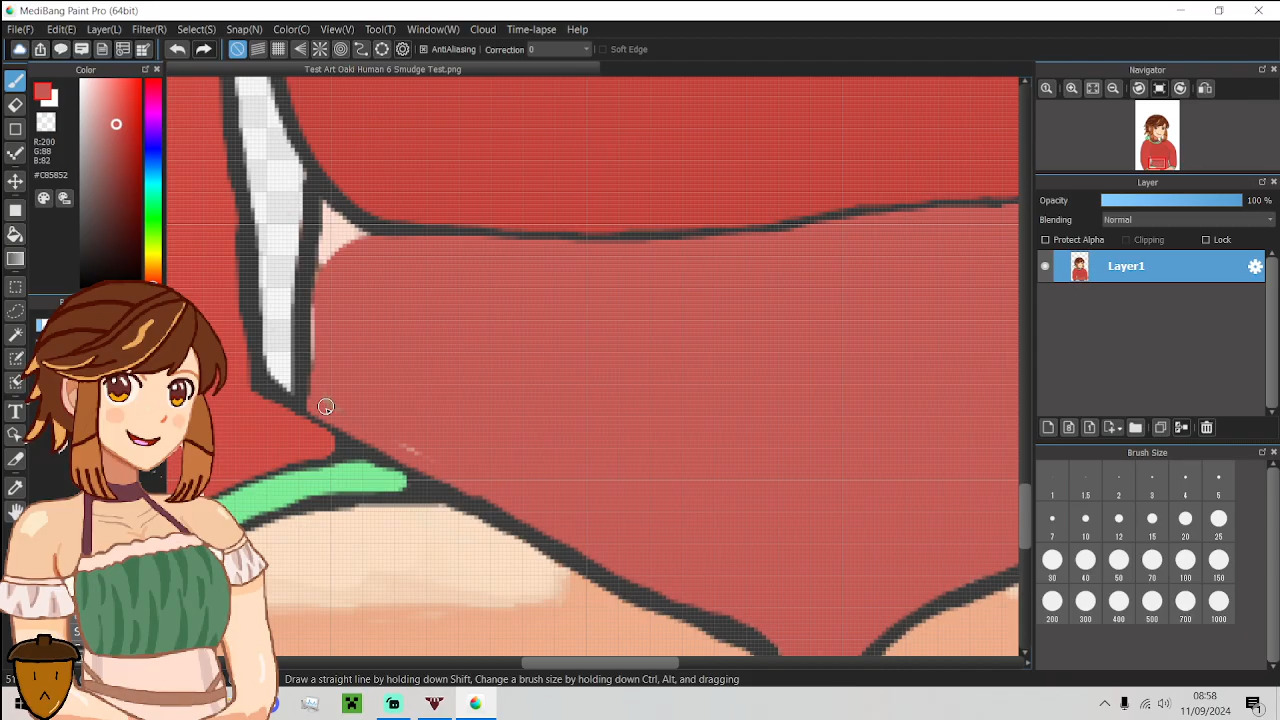 MediBang Paint Pro (64bit)
File(F) Edit(E) Layer(L) Filter(R) Select(S) Snap(N) Color(C) View(V) Tool(T) Window(W) Cloud Time-lapse Help
AntiAliasing Correction 0 Soft Edge
Color
Test Art Oaki Human 6 Smudge Test.png
Navigator
R:200
G:88
B:82
#C85852
Layer
Opacity 100 %
Blending Normal
Protect Alpha Clipping Lock
Layer1
Brush Size
1 1.5 2 3 4 5
7 10 12 15 20 25
30 40 50 70 100 150
200 300 400 500 700 1000
Draw a straight line by holding down Shift, Change a brush size by holding down Ctrl, Alt, and dragging
08:58
11/09/2024